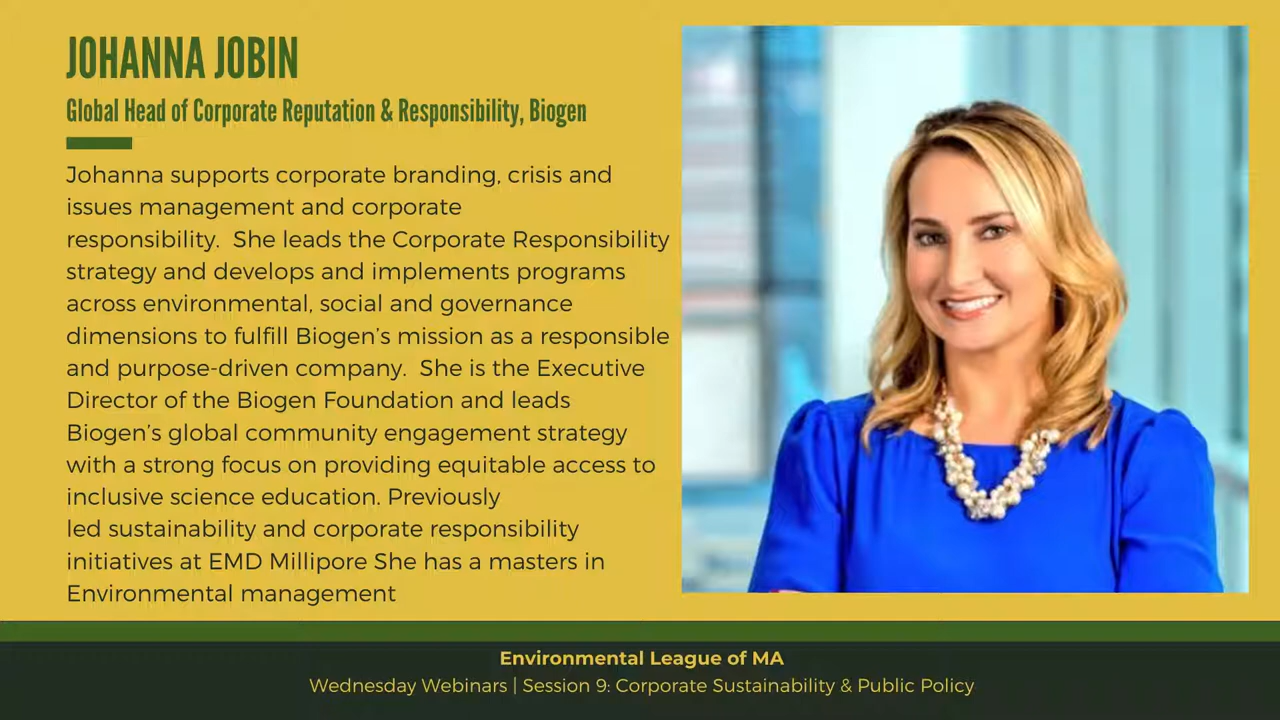 JOHANNA JOBIN
Global Head of Corporate Reputation & Responsibility, Biogen
Johanna supports corporate branding, crisis and
issues management and corporate
responsibility.  She leads the Corporate Responsibility
strategy and develops and implements programs
across environmental, social and governance
dimensions to fulfill Biogen’s mission as a responsible
and purpose-driven company.  She is the Executive
Director of the Biogen Foundation and leads
Biogen’s global community engagement strategy
with a strong focus on providing equitable access to
inclusive science education. Previously
led sustainability and corporate responsibility
initiatives at EMD Millipore She has a masters in
Environmental management
Environmental League of MA
Wednesday Webinars | Session 9: Corporate Sustainability & Public Policy